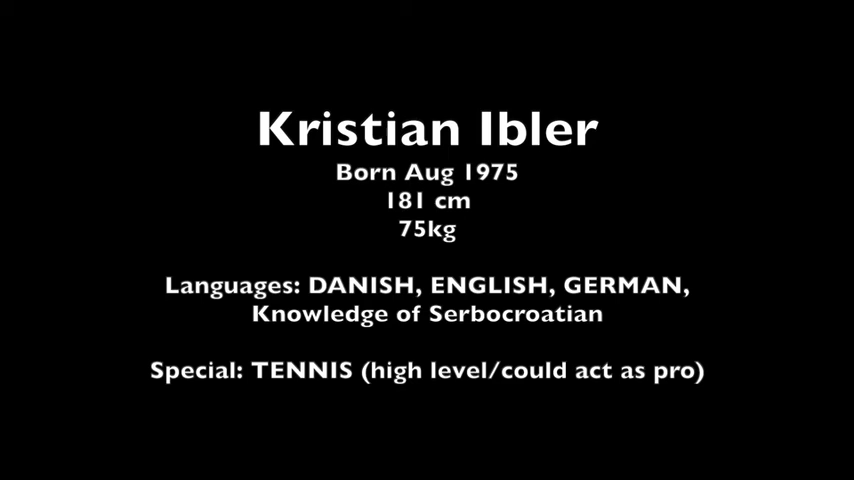 Kristian Ibler
Born Aug 1975
181 cm
75kg
Languages: DANISH, ENGLISH, GERMAN,
Knowledge of Serbocroatian
Special: TENNIS (high level/could act as pro)